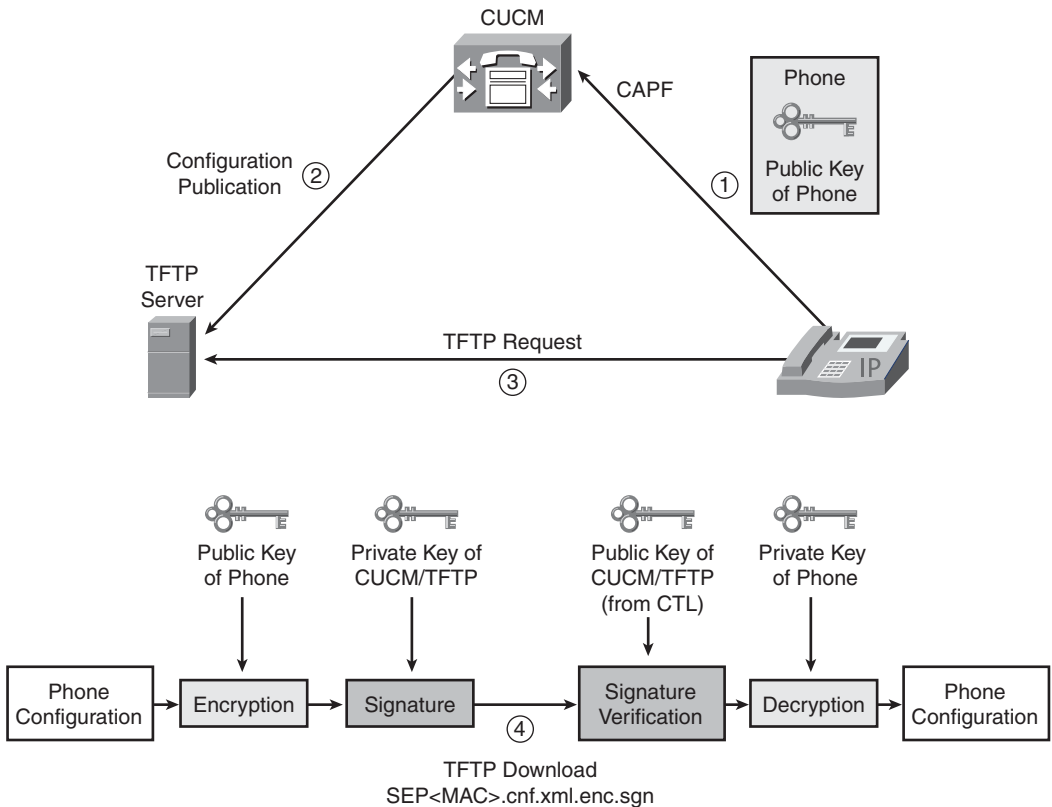 CUCM
CAPF
Phone
Public Key
of Phone
1
Configuration
Publication
2
TFTP
Server
TFTP Request
3
IP
Public Key
of Phone
Private Key of
CUCM/TFTP
Public Key of
CUCM/TFTP
(from CTL)
Private Key
of Phone
Phone
Configuration
Encryption
Signature
Signature
Verification
Decryption
Phone
Configuration
4
TFTP Download
SEP<MAC>.cnf.xml.enc.sgn